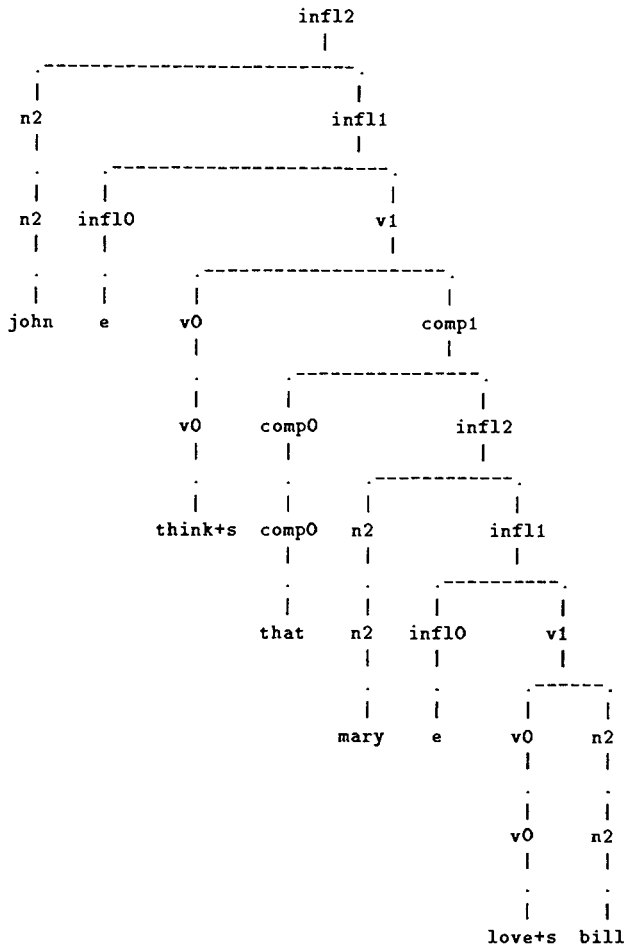 infl2
n2 infl1
n2 infl0 v1
john e v0 comp1
v0 comp0 infl2
think+s comp0 n2 infl1
that n2 infl0 v1
mary e v0 n2
v0 n2
love+s bill